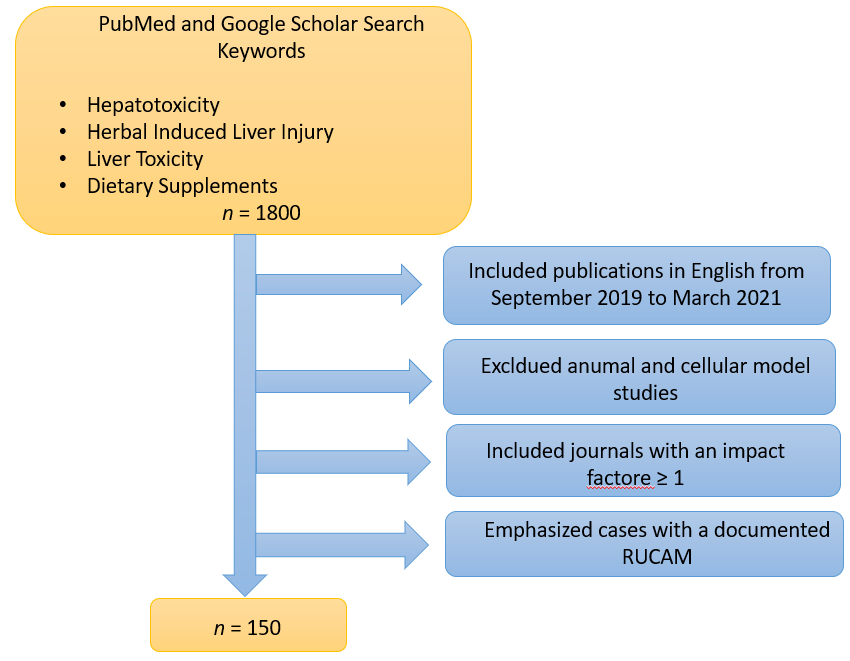 PubMed and Google Scholar Search
Keywords
• Hepatotoxicity
• Herbal Induced Liver Injury
• Liver Toxicity
• Dietary Supplements
n = 1800
Included publications in English from
September 2019 to March 2021
Excldued anumal and cellular model
studies
Included journals with an impact
factore ≥ 1
Emphasized cases with a documented
RUCAM
n = 150